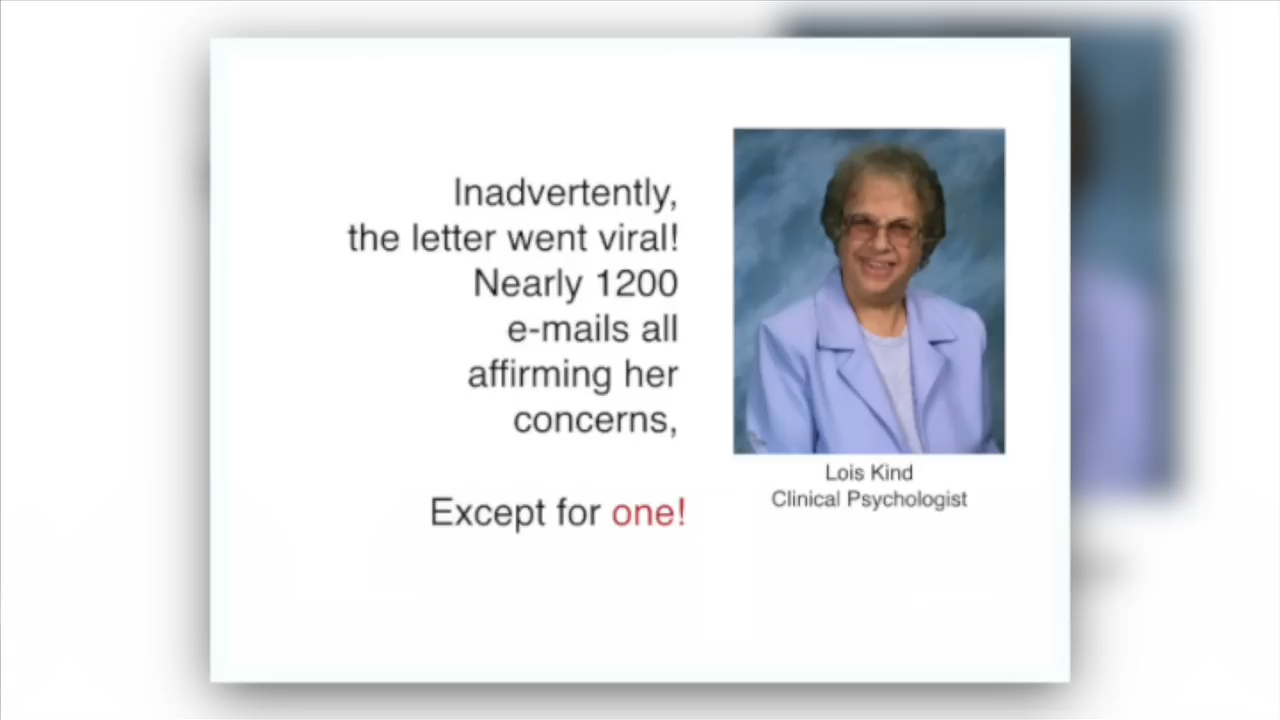 Inadvertently,
the letter went viral!
Nearly 1200
e-mails all
affirming her
concerns,
Except for one!
Lois Kind
Clinical Psychologist